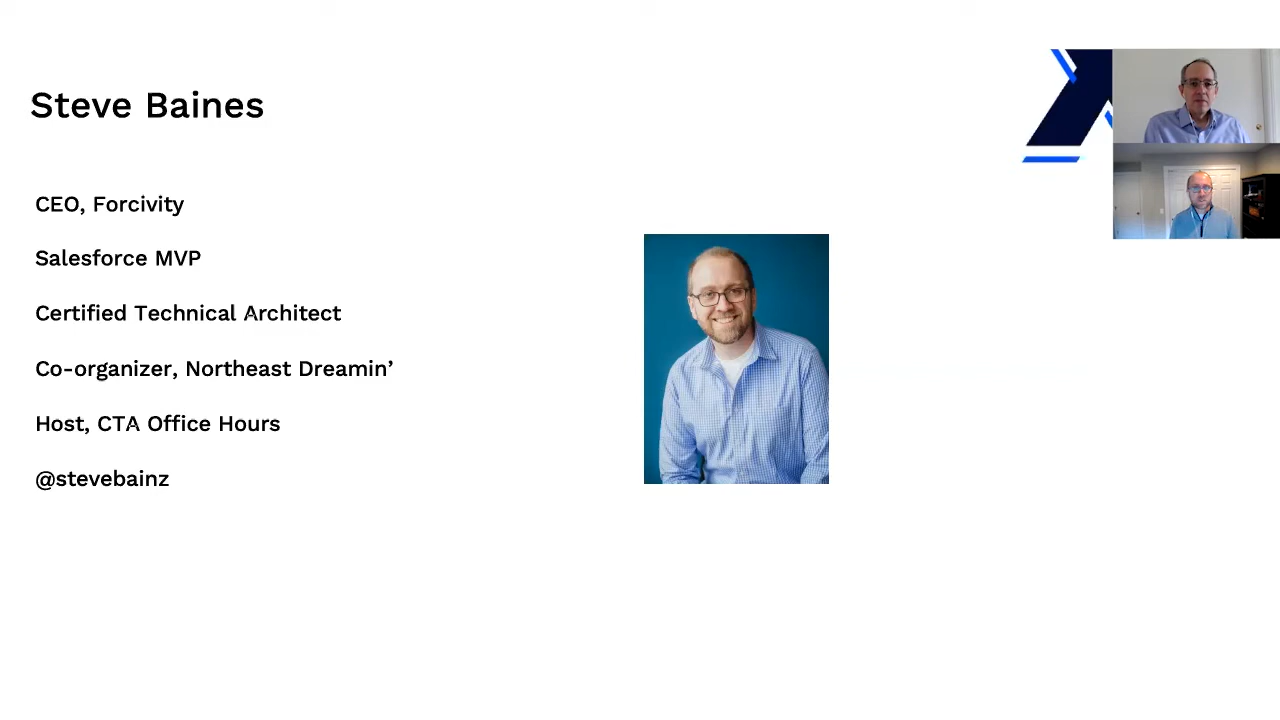 Steve Baines
CEO, Forcivity
Salesforce MVP
Certified Technical Architect
Co-organizer, Northeast Dreamin’
Host, CTA Office Hours
@stevebainz